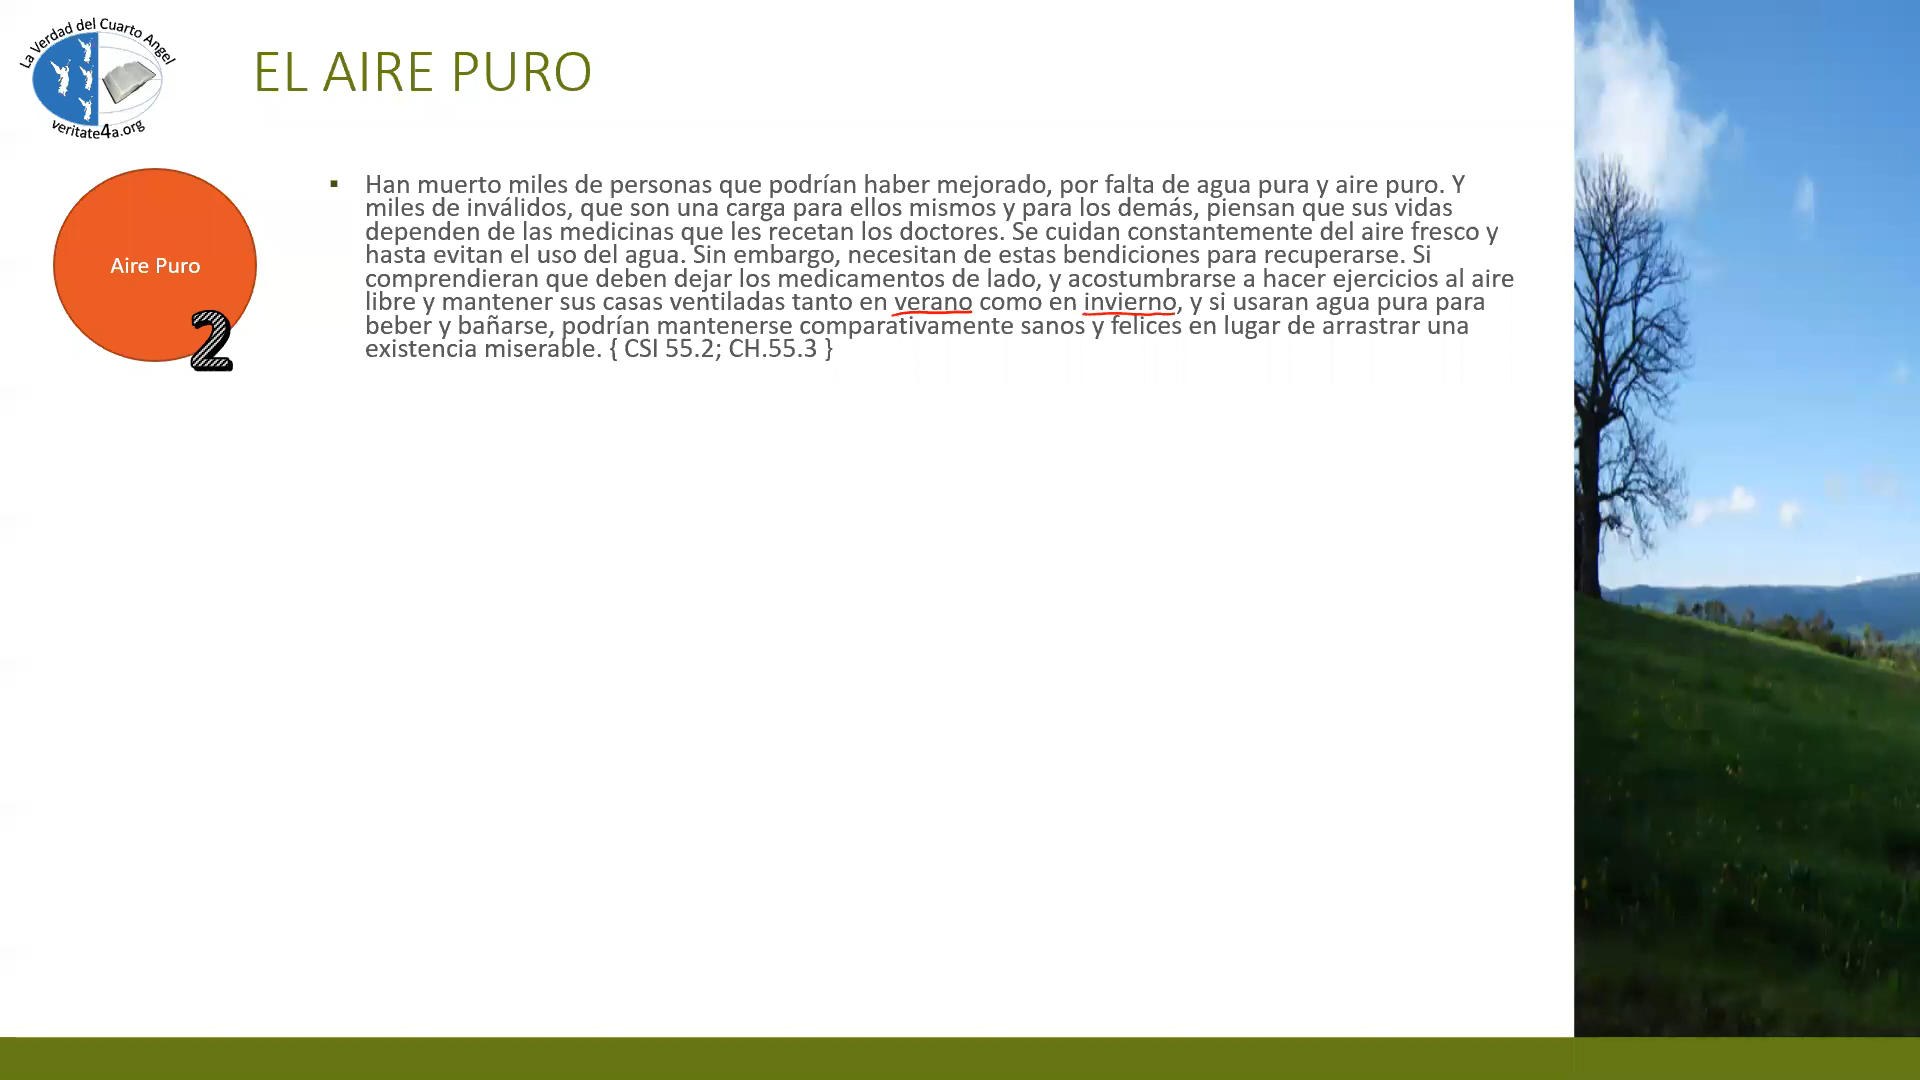 La Verdad del Cuarto Angel
veritate4a.org
EL AIRE PURO
Aire Puro
2
▪ Han muerto miles de personas que podrían haber mejorado, por falta de agua pura y aire puro. Y
miles de inválidos, que son una carga para ellos mismos y para los demás, piensan que sus vidas
dependen de las medicinas que les recetan los doctores. Se cuidan constantemente del aire fresco y
hasta evitan el uso del agua. Sin embargo, necesitan de estas bendiciones para recuperarse. Si
comprendieran que deben dejar los medicamentos de lado, y acostumbrarse a hacer ejercicios al aire
libre y mantener sus casas ventiladas tanto en verano como en invierno, y si usaran agua pura para
beber y bañarse, podrían mantenerse comparativamente sanos y felices en lugar de arrastrar una
existencia miserable. { CSI 55.2; CH.55.3 }